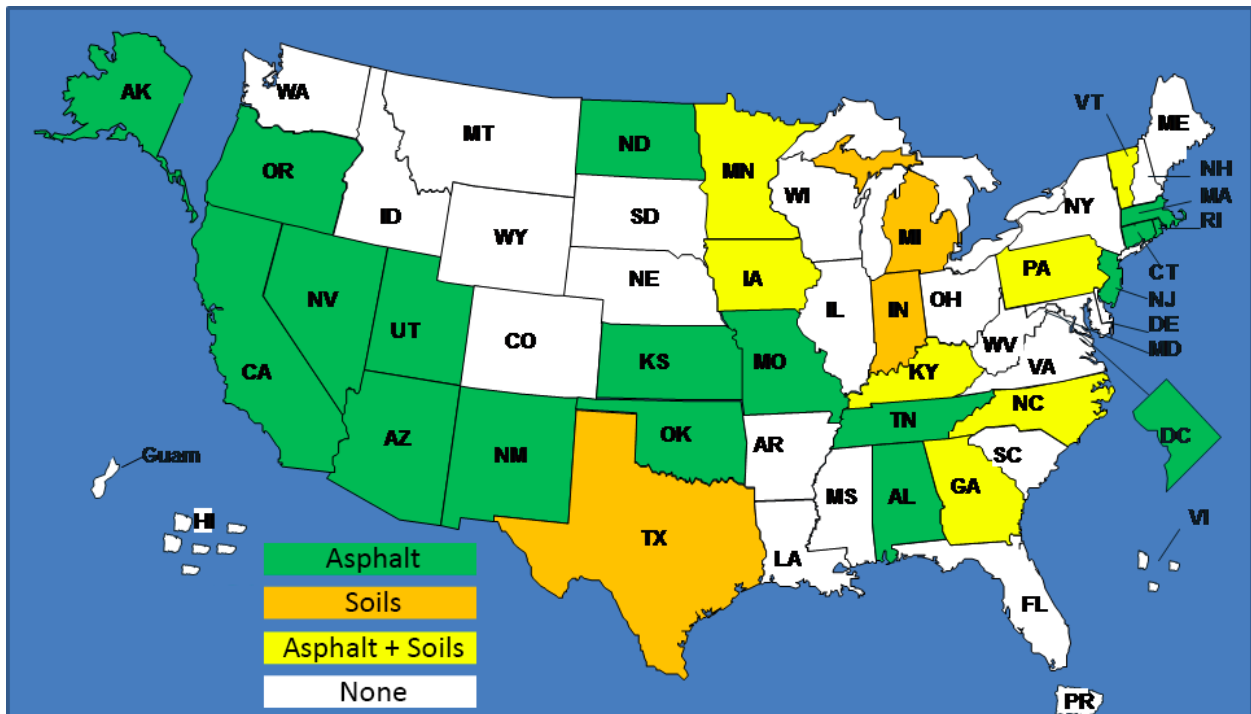 AK
WA
MT
ND
MN
VT
ME
OR
ID
SD
WI
NH
MA
WY
MI
NY
RI
NE
IA
PA
CT
NV
UT
CO
IL
IN
OH
NJ
DE
MD
CA
KS
MO
WV
VA
KY
AZ
NM
OK
TN
NC
DC
AR
SC
Guam
MS
AL
GA
HI
TX
LA
VI
FL
Asphalt
Soils
Asphalt + Soils
None
PR